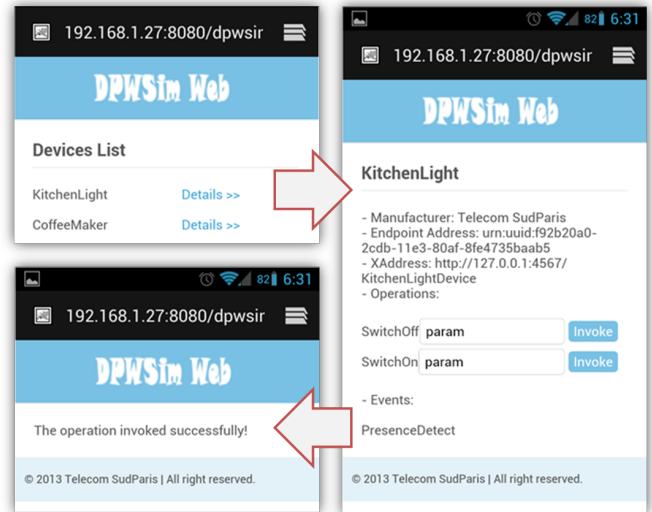 192.168.1.27:8080/dpwsir
DPWSim Web
Devices List
KitchenLight Details >>
CoffeeMaker Details >>
82 6:31
192.168.1.27:8080/dpwsir
DPWSim Web
KitchenLight
- Manufacturer: Telecom SudParis
- Endpoint Address: urn:uuid:f92b20a0-
2cdb-11e3-80af-8fe4735baab5
- XAddress: http://127.0.0.1:4567/
KitchenLightDevice
- Operations:
SwitchOff param Invoke
SwitchOn param Invoke
- Events:
PresenceDetect
© 2013 Telecom SudParis | All right reserved.
82 6:31
192.168.1.27:8080/dpwsir
DPWSim Web
The operation invoked successfully!
© 2013 Telecom SudParis | All right reserved.